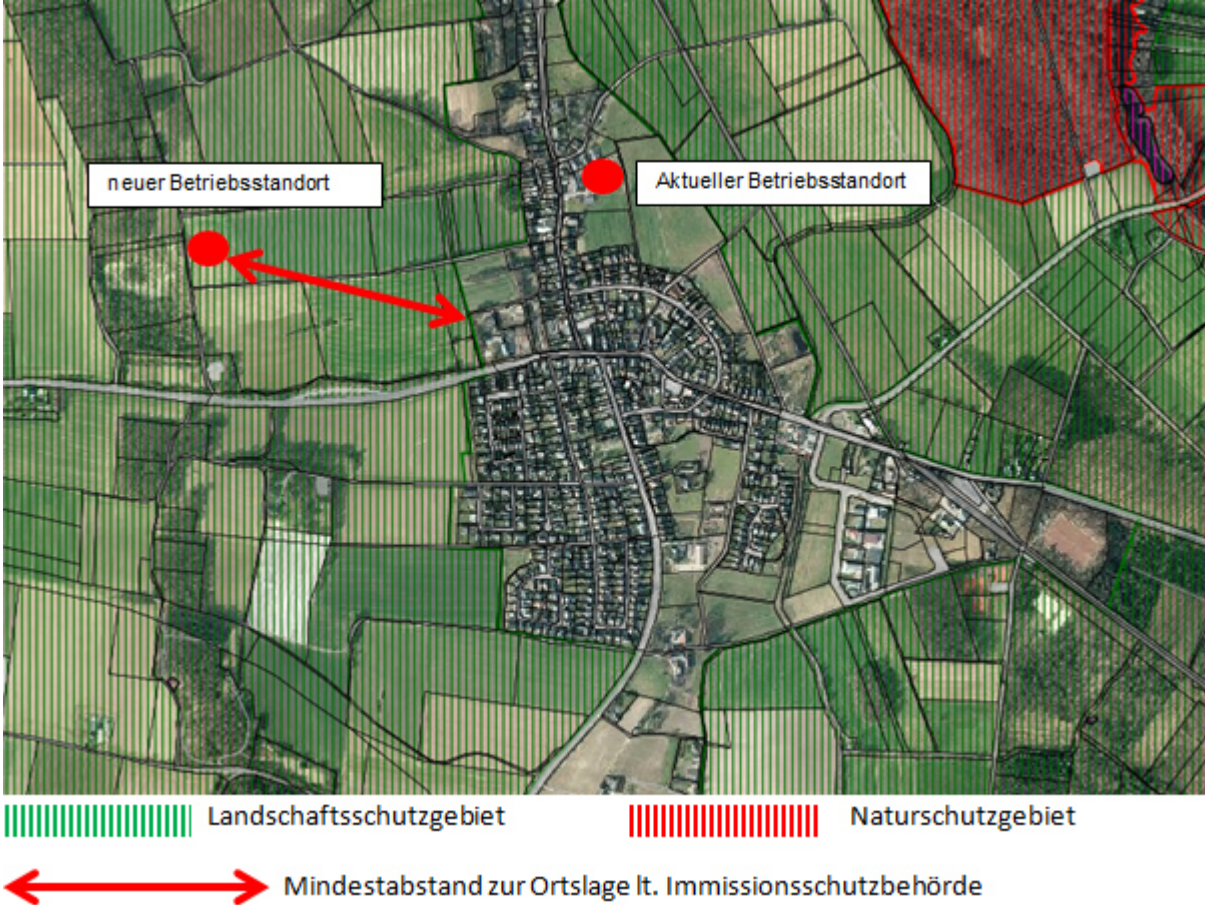 neuer Betriebsstandort
Aktueller Betriebsstandort
Landschaftsschutzgebiet
Naturschutzgebiet
Mindestabstand zur Ortslage lt. Immissionsschutzbehörde